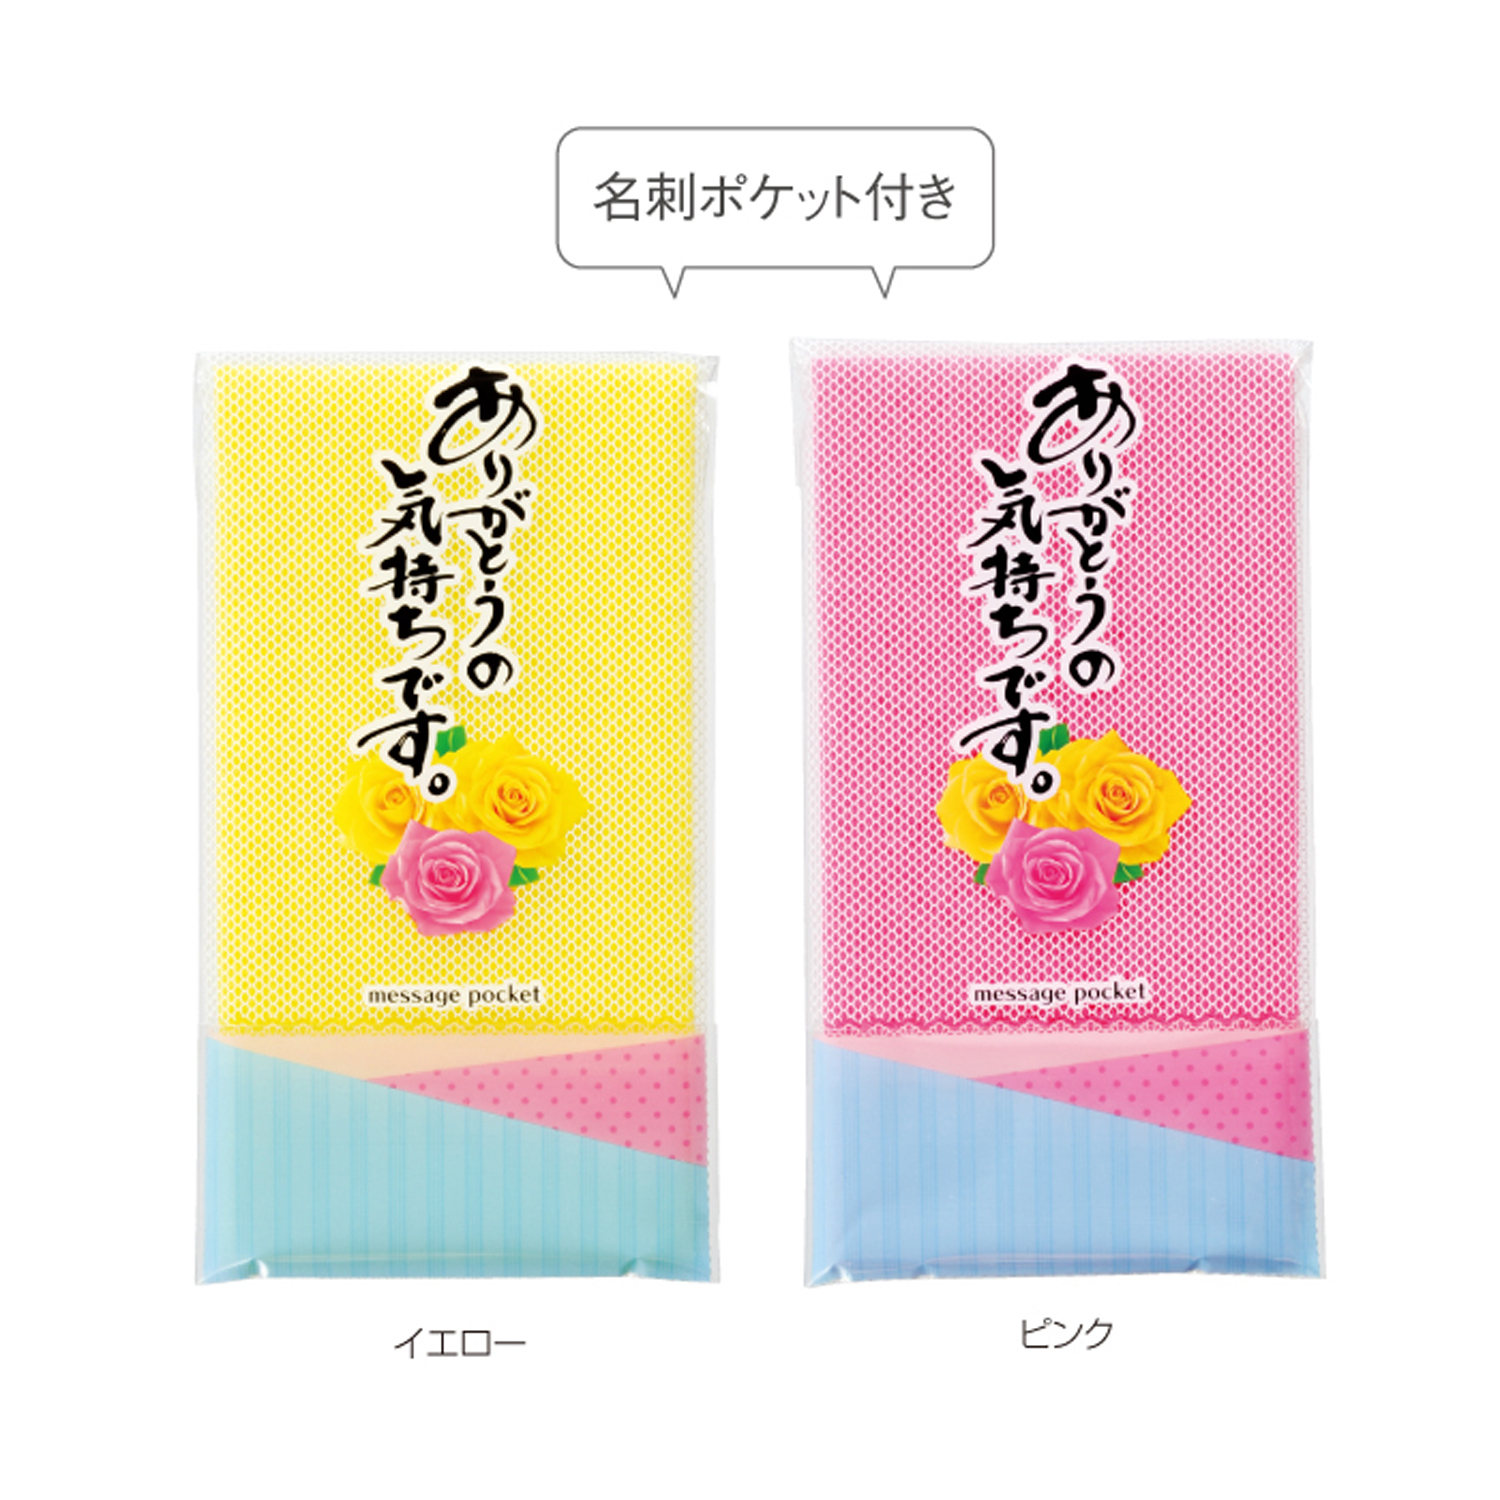 名刺ポケット付き
ありがとうの
気持ちです。
message pocket
イエロー
ありがとうの
気持ちです。
message pocket
ピンク